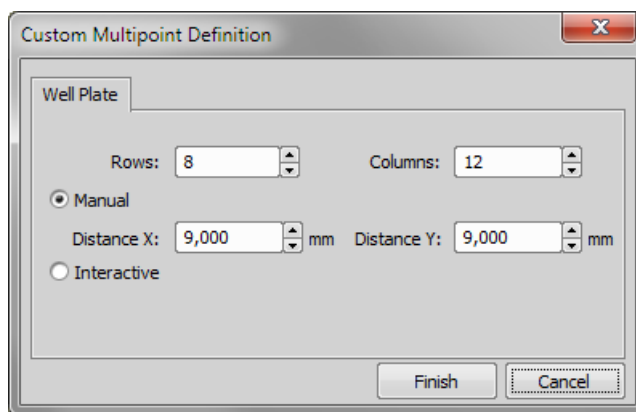 Custom Multipoint Definition
Well Plate
Rows: 8 Columns: 12
Manual
Distance X: 9,000 mm Distance Y: 9,000 mm
Interactive
Finish Cancel